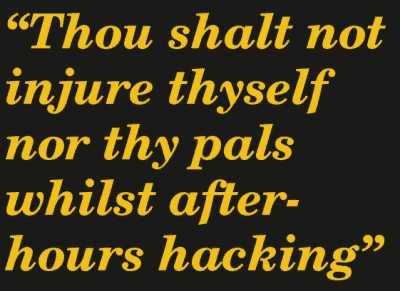 “Thou shalt not
injure thyself
nor thy pals
whilst after-
hours hacking”